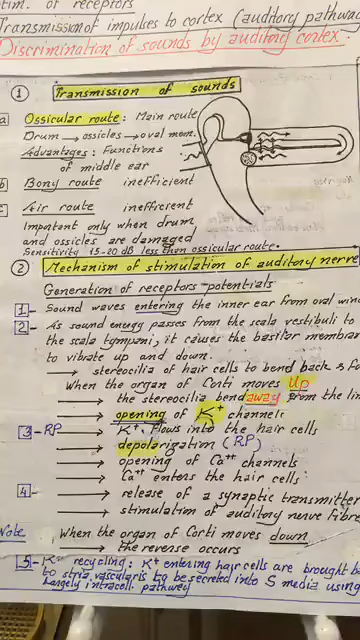 stim. of receptors
Transmission of impulses to cortex (auditory pathway
Discrimination of sounds by auditory cortex.
1 Transmission of sounds
a Ossicular route: Main route
Drum → ossicles → oval mem.
Advantages: Functions
of middle ear
b Bony route inefficient
c Air route inefficient
Impotant only when drum
and ossicles are damaged
Sensitivity 15-20 dB less then ossicular route.
2 Mechanism of stimulation of auditory nerve
Generation of receptors-potentials
1- Sound waves entering the inner ear from oval win
2- As sound energy passes from the scala vestibuli to
the scala tympani, it causes the basiler membran
to vibrate up and down.
→ stereocilia of hair cells to bend back & fo
When the organ of Corti moves Up
→ the stereocilia bend away from the li
→ opening of K+ channels
3- RP → K+ flows into the hair cells
depolarization (RP)
→ opening of Ca++ channels
→ Ca++ enters the hair cells
4 → release of a synaptic transmitter
→ stimulation of auditory nerve fibre
Note When the organ of Corti moves down
→ the reverse occurs
5- K+ recycling: K+ entering hair cells are brought b
to stria vascularis to be secreted into S media using
largely intracell. pathway